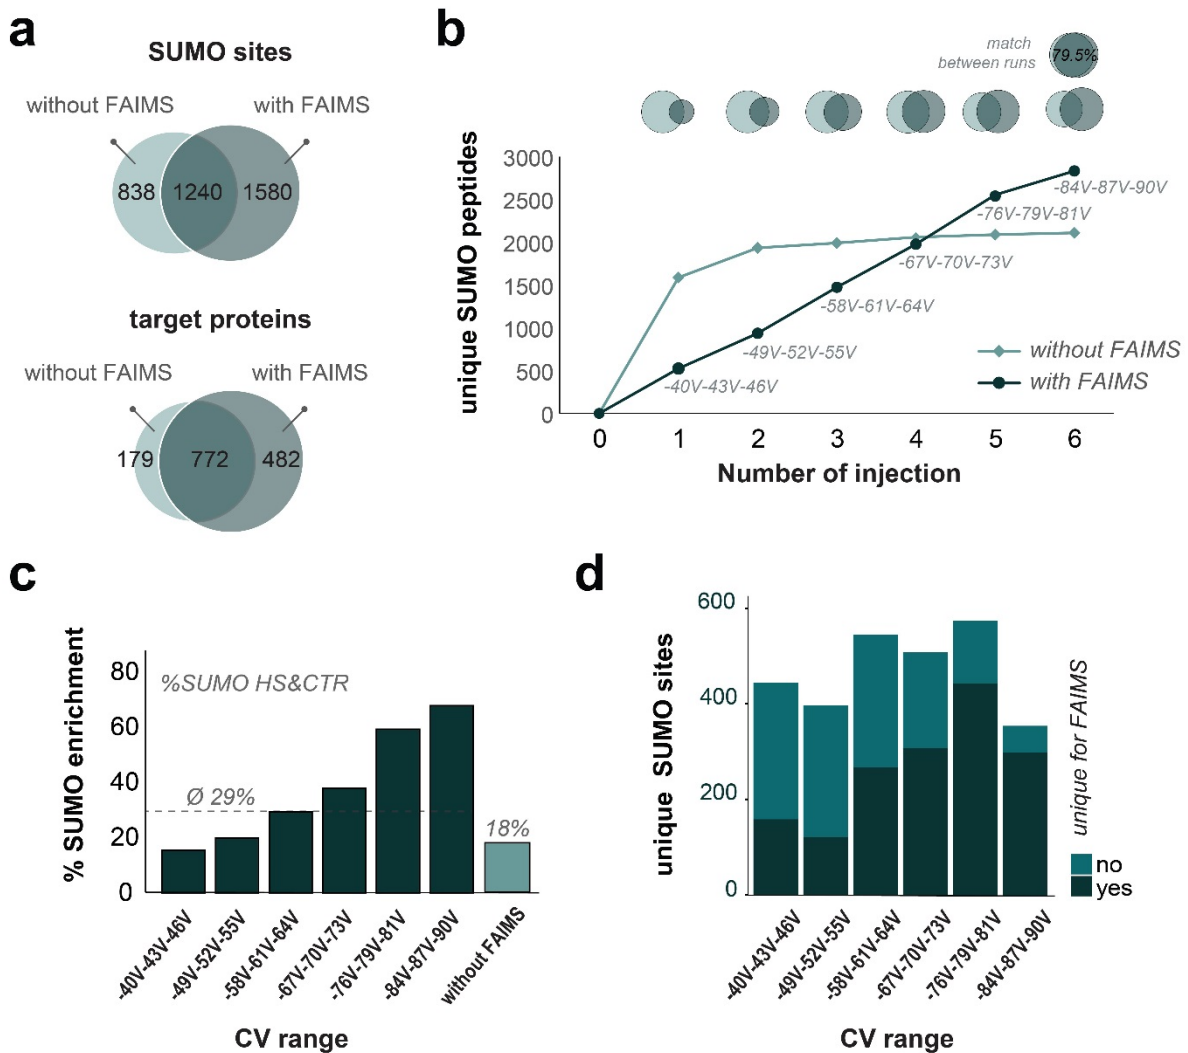 a
SUMO sites
without FAIMS
with FAIMS
838
1240
1580
target proteins
without FAIMS
with FAIMS
179
772
482
b
match
between runs
79.5%
unique SUMO peptides
3000
2500
2000
1500
1000
500
0
-84V-87V-90V
-76V-79V-81V
-67V-70V-73V
-58V-61V-64V
-49V-52V-55V
-40V-43V-46V
without FAIMS
with FAIMS
0 1 2 3 4 5 6
Number of injection
c
% SUMO enrichment
80
60
40
20
0
%SUMO HS&CTR
Ø 29%
18%
-40V-43V-46V
-49V-52V-55V
-58V-61V-64V
-67V-70V-73V
-76V-79V-81V
-84V-87V-90V
without FAIMS
CV range
d
unique SUMO sites
600
400
200
0
unique for FAIMS
no
yes
-40V-43V-46V
-49V-52V-55V
-58V-61V-64V
-67V-70V-73V
-76V-79V-81V
-84V-87V-90V
CV range